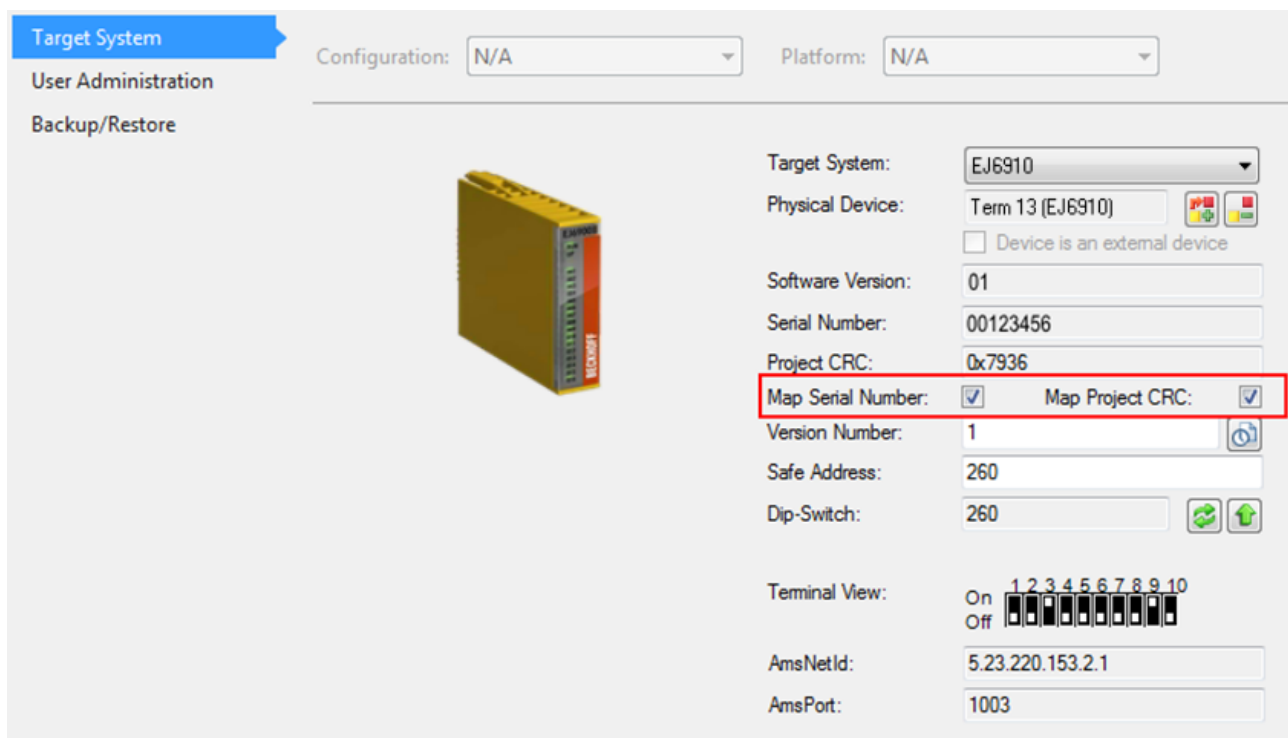 Target System
User Administration
Backup/Restore
Configuration: N/A Platform: N/A
Target System: EJ6910
Physical Device: Term 13 (EJ6910)
Device is an external device
Software Version: 01
Serial Number: 00123456
Project CRC: 0x7936
Map Serial Number: Map Project CRC:
Version Number: 1
Safe Address: 260
Dip-Switch: 260
Terminal View: On 1 2 3 4 5 6 7 8 9 10
Off
AmsNetId: 5.23.220.153.2.1
AmsPort: 1003
BECKHOFF